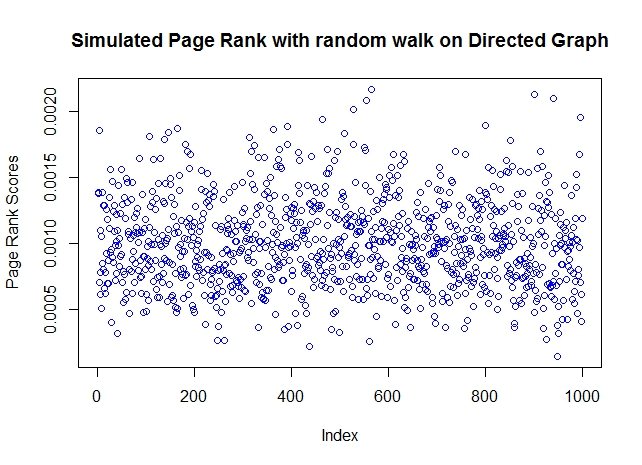 Simulated Page Rank with random walk on Directed Graph
Page Rank Scores
0.0020
0.0015
0.0010
0.0005
0 200 400 600 800 1000
Index